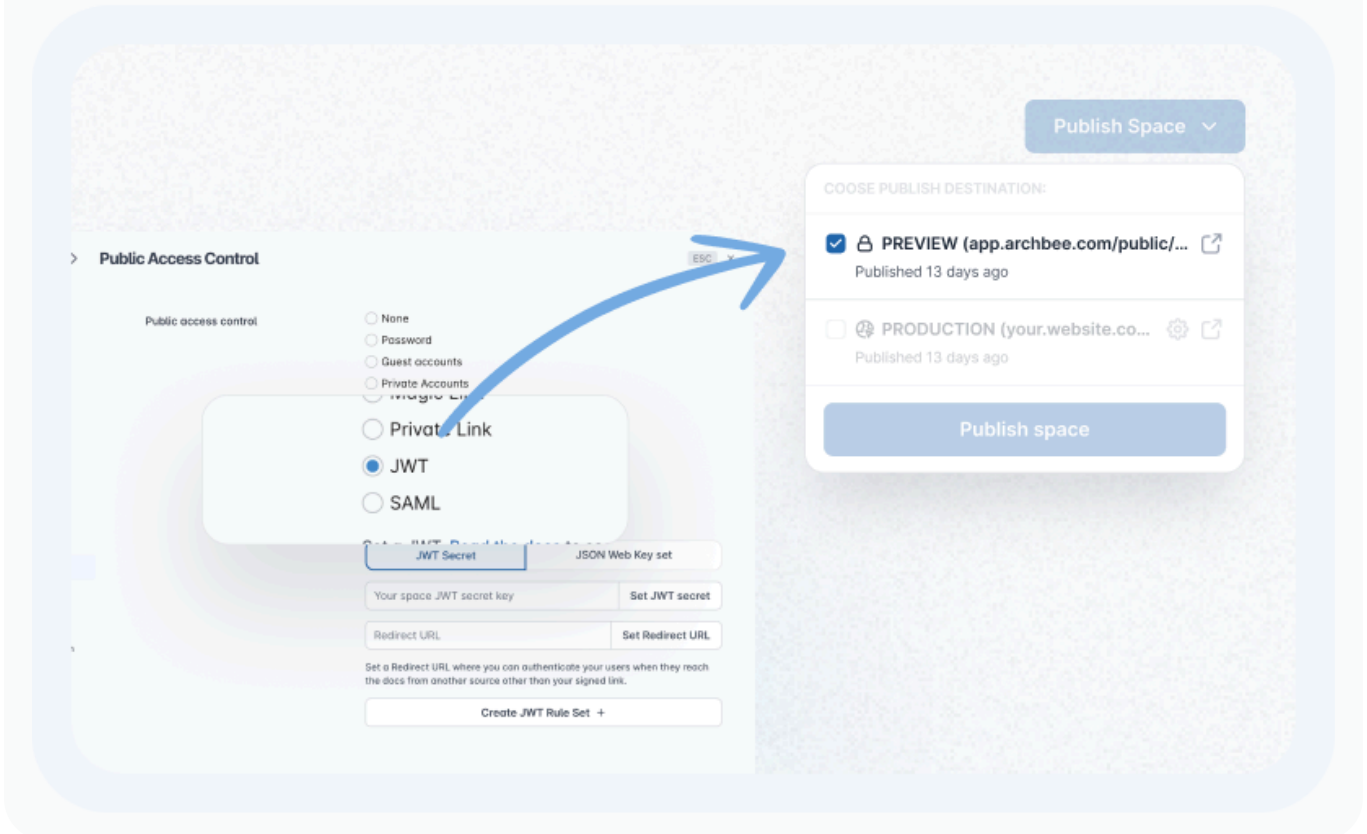 Publish Space
COOSE PUBLISH DESTINATION:
PREVIEW (app.archbee.com/public/...
Published 13 days ago
PRODUCTION (your.website.co...
Published 13 days ago
Publish space
Public Access Control
ESC
Public access control
None
Password
Guest accounts
Private Accounts
Magic Link
Private Link
JWT
SAML
JWT Secret
JSON Web Key set
Your space JWT secret key
Set JWT secret
Redirect URL
Set Redirect URL
Set a Redirect URL where you can authenticate your users when they reach
the docs from another source other than your signed link.
Create JWT Rule Set +